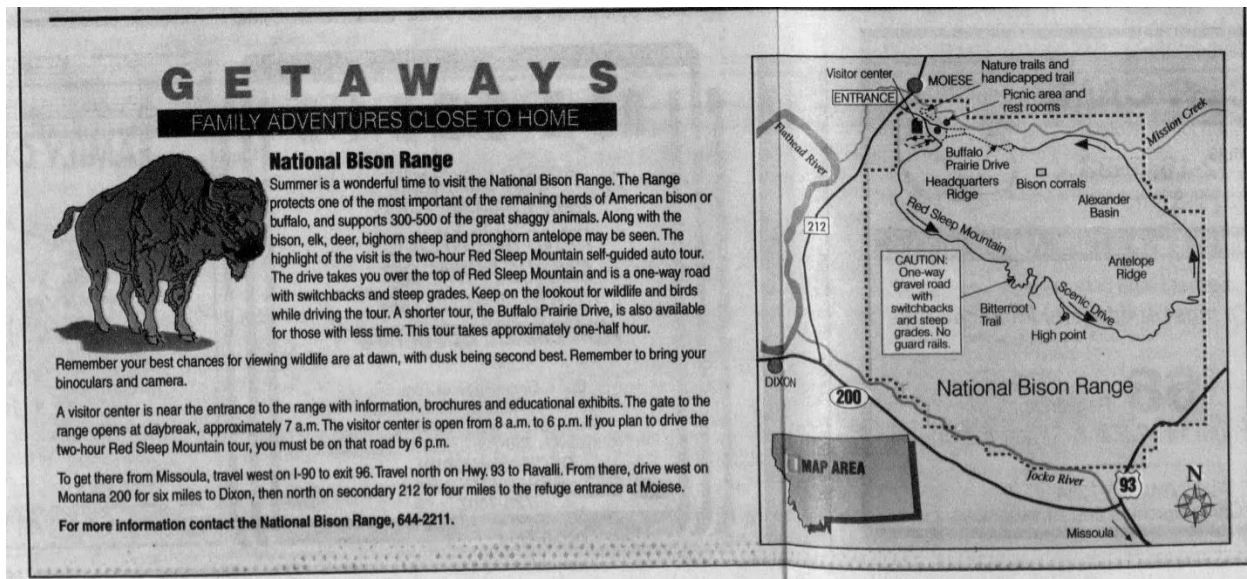 GETAWAYS
FAMILY ADVENTURES CLOSE TO HOME
National Bison Range
Summer is a wonderful time to visit the National Bison Range. The Range
protects one of the most important of the remaining herds of American bison or
buffalo, and supports 300-500 of the great shaggy animals. Along with the
bison, elk, deer, bighorn sheep and pronghorn antelope may be seen. The
highlight of the visit is the two-hour Red Sleep Mountain self-guided auto tour.
The drive takes you over the top of Red Sleep Mountain and is a one-way road
with switchbacks and steep grades. Keep on the lookout for wildlife and birds
while driving the tour. A shorter tour, the Buffalo Prairie Drive, is also available
for those with less time. This tour takes approximately one-half hour.
Remember your best chances for viewing wildlife are at dawn, with dusk being second best. Remember to bring your
binoculars and camera.
A visitor center is near the entrance to the range with information, brochures and educational exhibits. The gate to the
range opens at daybreak, approximately 7 a.m. The visitor center is open from 8 a.m. to 6 p.m. If you plan to drive the
two-hour Red Sleep Mountain tour, you must be on that road by 6 p.m.
To get there from Missoula, travel west on I-90 to exit 96. Travel north on Hwy. 93 to Ravalli. From there, drive west on
Montana 200 for six miles to Dixon, then north on secondary 212 for four miles to the refuge entrance at Moiese.
For more information contact the National Bison Range, 644-2211.
Visitor center
ENTRANCE
MOIESE
Nature trails and
handicapped trail
Picnic area and
rest rooms
Mission Creek
Flathead River
Buffalo
Prairie Drive
Headquarters
Ridge
Bison corrals
Alexander
Basin
212
Red Sleep Mountain
CAUTION:
One-way
gravel road
with
switchbacks
and steep
grades. No
guard rails.
Antelope
Ridge
Bitterroot
Trail
Scenic Drive
High point
DIXON
200
National Bison Range
MAP AREA
Jocko River
93
N
Missoula